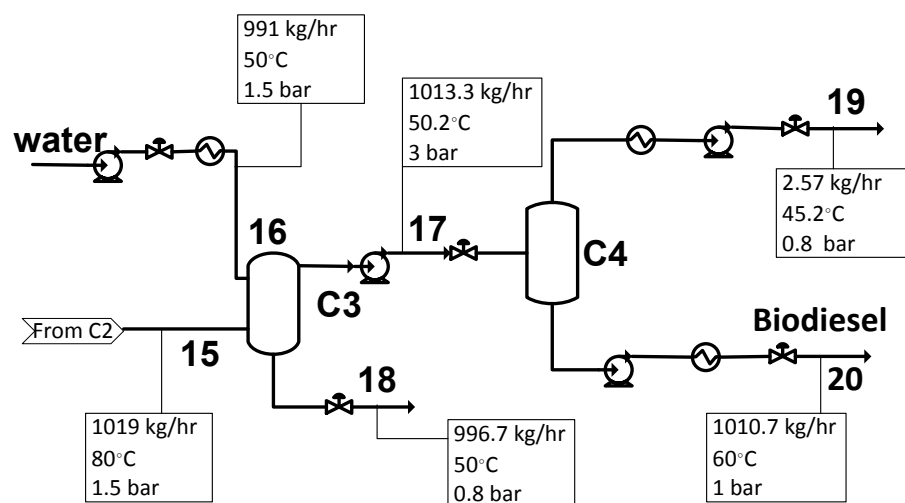 991 kg/hr
50°C
1.5 bar
water
1013.3 kg/hr
50.2°C
3 bar
19
2.57 kg/hr
45.2°C
0.8 bar
16
17
C3
C4
From C2
15
18
Biodiesel
20
1019 kg/hr
80°C
1.5 bar
996.7 kg/hr
50°C
0.8 bar
1010.7 kg/hr
60°C
1 bar